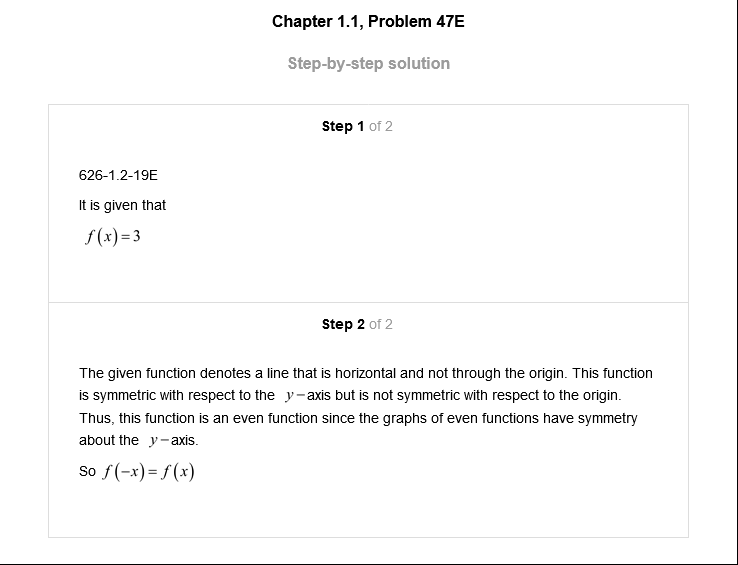 Chapter 1.1, Problem 47E
Step-by-step solution
Step 1 of 2
626-1.2-19E
It is given that
f(x)=3
Step 2 of 2
The given function denotes a line that is horizontal and not through the origin. This function
is symmetric with respect to the y−axis but is not symmetric with respect to the origin.
Thus, this function is an even function since the graphs of even functions have symmetry
about the y−axis.
So f(−x)=f(x)